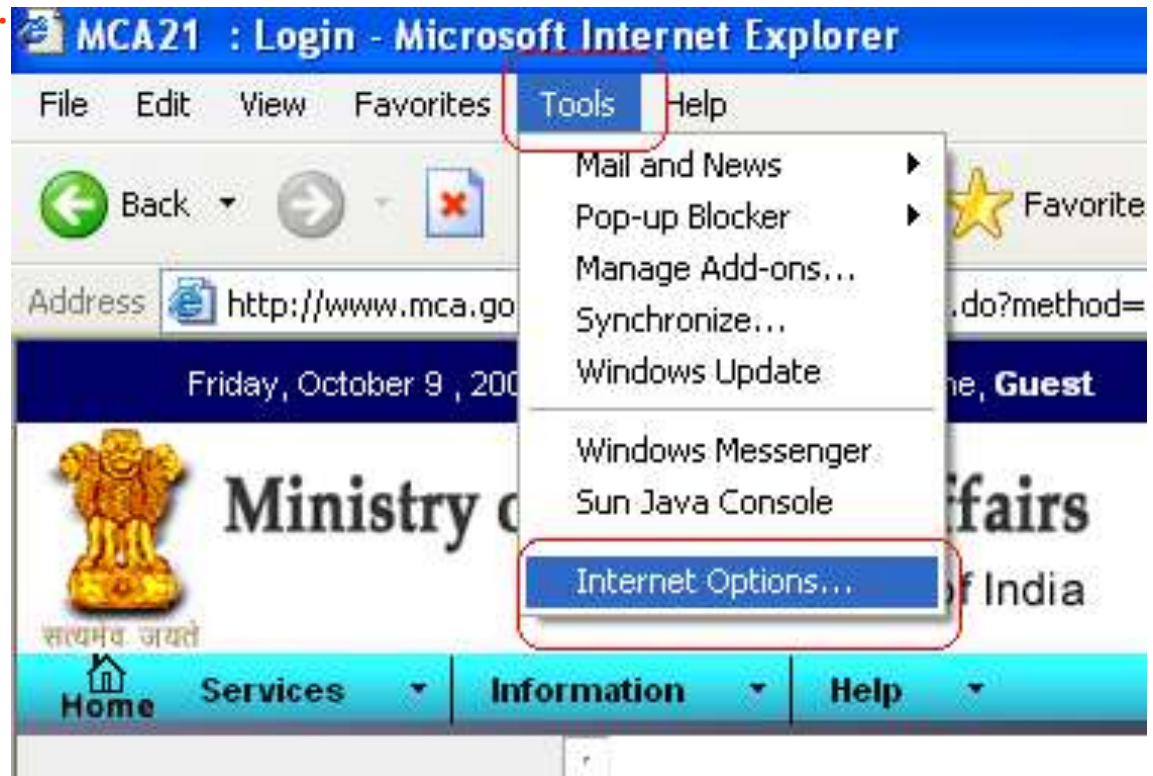 MCA21 : Login - Microsoft Internet Explorer
File Edit View Favorites Tools Help
Back
Favorite
Mail and News
Pop-up Blocker
Manage Add-ons...
Synchronize...
Windows Update
Windows Messenger
Sun Java Console
Internet Options...
Address http://www.mca.go .do?method=
Friday, October 9 , 200 e, Guest
Ministry ffairs
of India
सत्यमेव जयते
Home Services Information Help